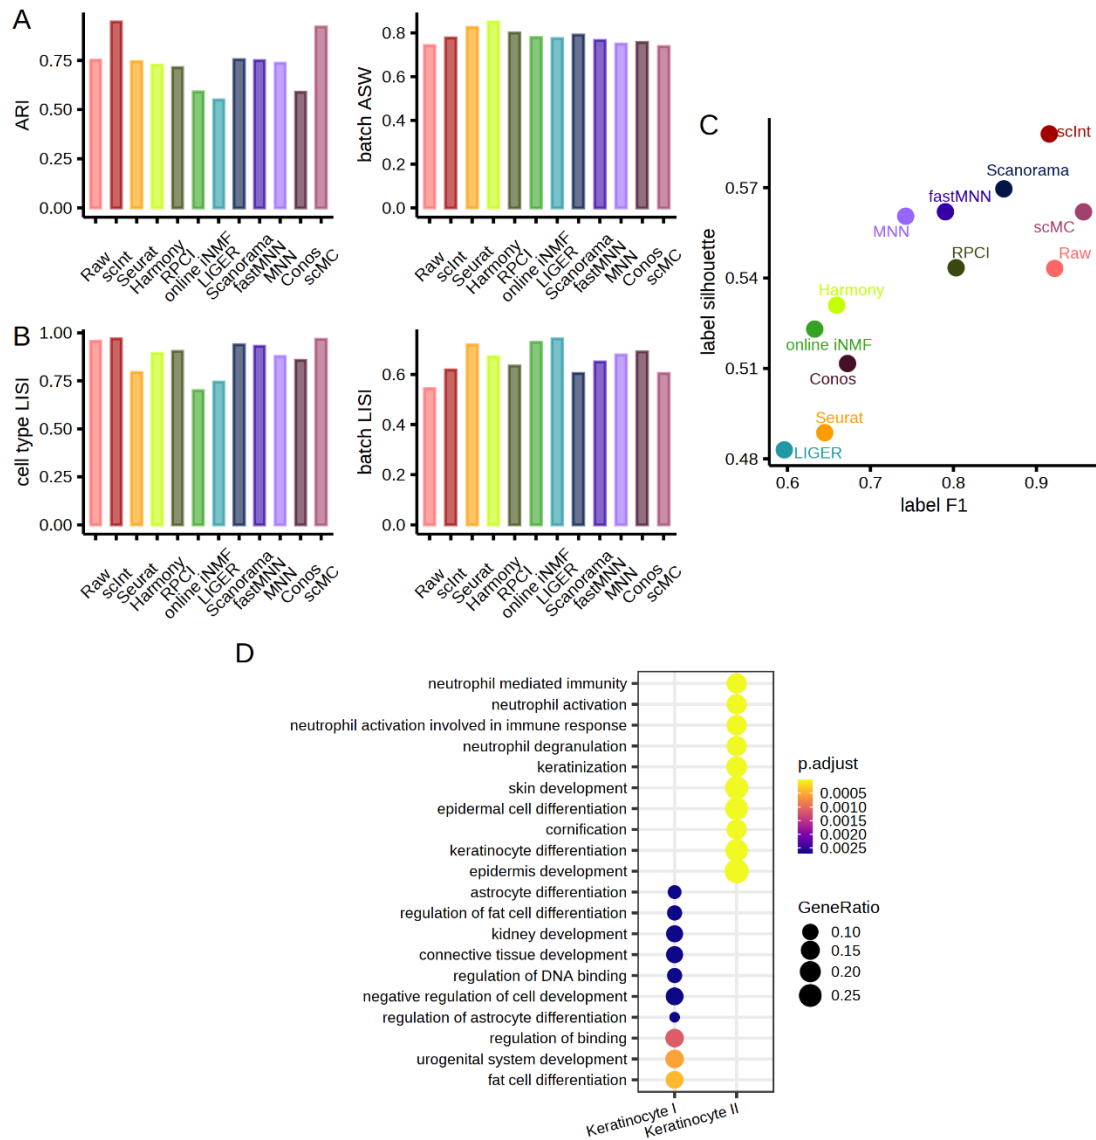 A
ARI
0.75
0.50
0.25
0.00
Raw
scInt
Seurat
Harmony
RPCI
online iNMF
LIGER
Scanorama
fastMNN
MNN
Conos
scMC
batch ASW
0.8
0.6
0.4
0.2
0.0
Raw
scInt
Seurat
Harmony
RPCI
online iNMF
LIGER
Scanorama
fastMNN
MNN
Conos
scMC
B
cell type LISI
1.00
0.75
0.50
0.25
0.00
Raw
scInt
Seurat
Harmony
RPCI
online iNMF
LIGER
Scanorama
fastMNN
MNN
Conos
scMC
batch LISI
0.6
0.4
0.2
0.0
Raw
scInt
Seurat
Harmony
RPCI
online iNMF
LIGER
Scanorama
fastMNN
MNN
Conos
scMC
C
label silhouette
0.57
0.54
0.51
0.48
scInt
Scanorama
fastMNN
MNN
scMC
RPCI
Raw
Harmony
online iNMF
Conos
Seurat
LIGER
0.6
0.7
0.8
0.9
label F1
D
neutrophil mediated immunity
neutrophil activation
neutrophil activation involved in immune response
neutrophil degranulation
keratinization
skin development
epidermal cell differentiation
cornification
keratinocyte differentiation
epidermis development
astrocyte differentiation
regulation of fat cell differentiation
kidney development
connective tissue development
regulation of DNA binding
negative regulation of cell development
regulation of astrocyte differentiation
regulation of binding
urogenital system development
fat cell differentiation
Keratinocyte I
Keratinocyte II
p.adjust
0.0005
0.0010
0.0015
0.0020
0.0025
GeneRatio
0.10
0.15
0.20
0.25